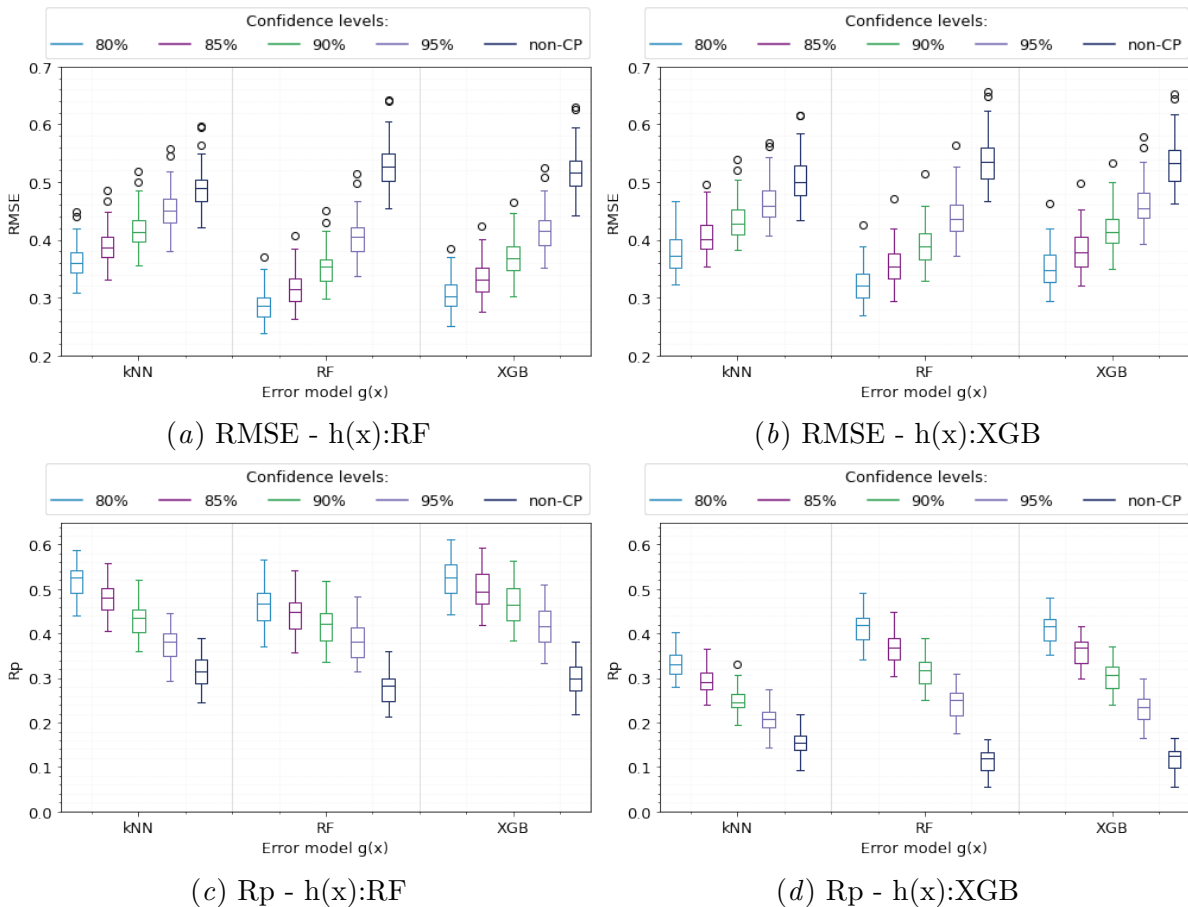 Confidence levels:
80% 85% 90% 95% non-CP
0.7
0.6
0.5
0.4
0.3
0.2
RMSE
kNN RF XGB
Error model g(x)
(a) RMSE - h(x):RF
Confidence levels:
80% 85% 90% 95% non-CP
0.7
0.6
0.5
0.4
0.3
0.2
RMSE
kNN RF XGB
Error model g(x)
(b) RMSE - h(x):XGB
Confidence levels:
80% 85% 90% 95% non-CP
0.6
0.5
0.4
0.3
0.2
0.1
0.0
Rp
kNN RF XGB
Error model g(x)
(c) Rp - h(x):RF
Confidence levels:
80% 85% 90% 95% non-CP
0.6
0.5
0.4
0.3
0.2
0.1
0.0
Rp
kNN RF XGB
Error model g(x)
(d) Rp - h(x):XGB